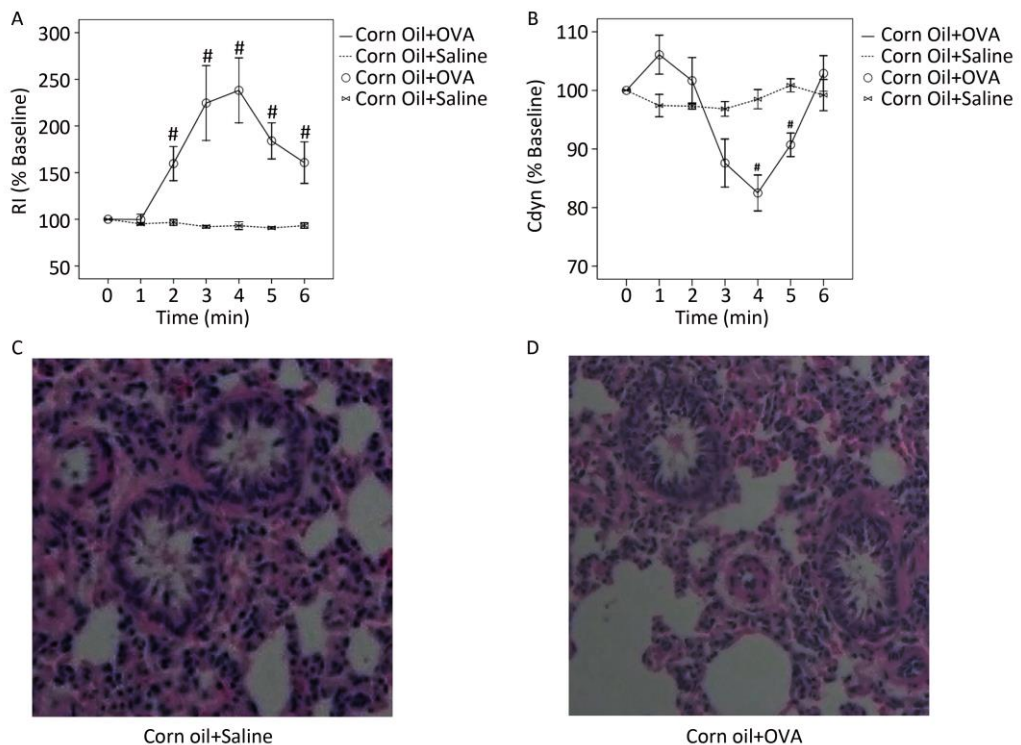 A
RI (% Baseline)
300
250
200
150
100
50
# # # # #
0 1 2 3 4 5 6
Time (min)
Corn Oil+OVA
Corn Oil+Saline
Corn Oil+OVA
Corn Oil+Saline
B
Cdyn (% Baseline)
110
100
90
80
70
# #
0 1 2 3 4 5 6
Time (min)
Corn Oil+OVA
Corn Oil+Saline
Corn Oil+OVA
Corn Oil+Saline
C
Corn oil+Saline
D
Corn oil+OVA